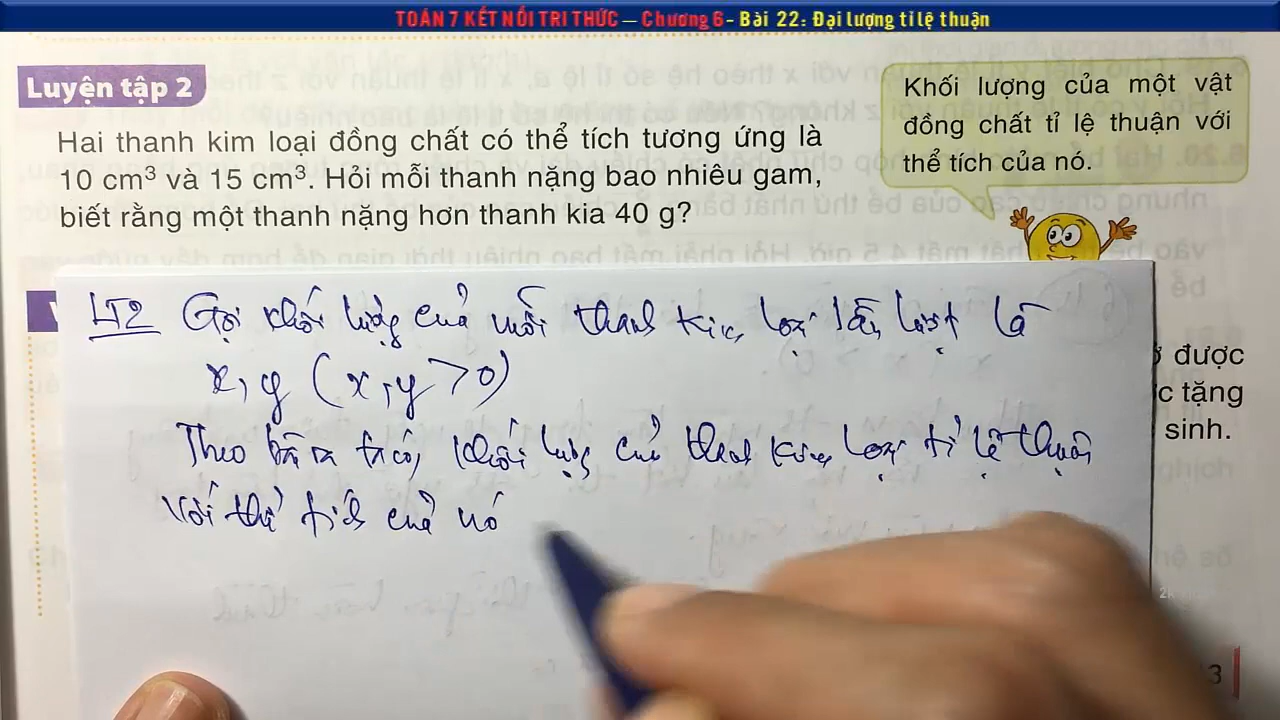 TOÁN 7 KẾT NỐI TRI THỨC – Chương 6 - Bài 22: Đại lượng tỉ lệ thuận
Luyện tập 2
Hai thanh kim loại đồng chất có thể tích tương ứng là
10 cm³ và 15 cm³. Hỏi mỗi thanh nặng bao nhiêu gam,
biết rằng một thanh nặng hơn thanh kia 40 g?
Khối lượng của một vật
đồng chất tỉ lệ thuận với
thể tích của nó.
LT2 Gọi khối lượng của mỗi thanh kim loại lần lượt là
x, y (x, y > 0)
Theo bài ra ta có, khối lượng của thanh kim loại tỉ lệ thuận
với thể tích của nó
được
c tặng
sinh.
3